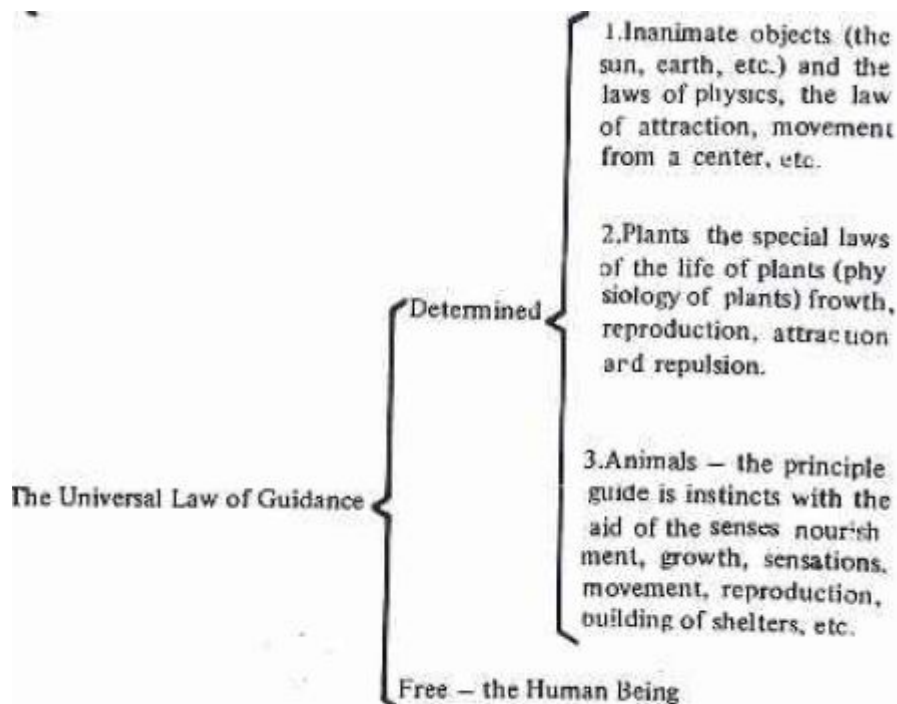 1.Inanimate objects (the
sun, earth, etc.) and the
laws of physics, the law
of attraction, movement
from a center, etc.
2.Plants the special laws
of the life of plants (phy
siology of plants) frowth,
reproduction, attraction
and repulsion.
Determined
3.Animals — the principle
guide is instincts with the
aid of the senses nourish
ment, growth, sensations,
movement, reproduction,
building of shelters, etc.
The Universal Law of Guidance
Free — the Human Being